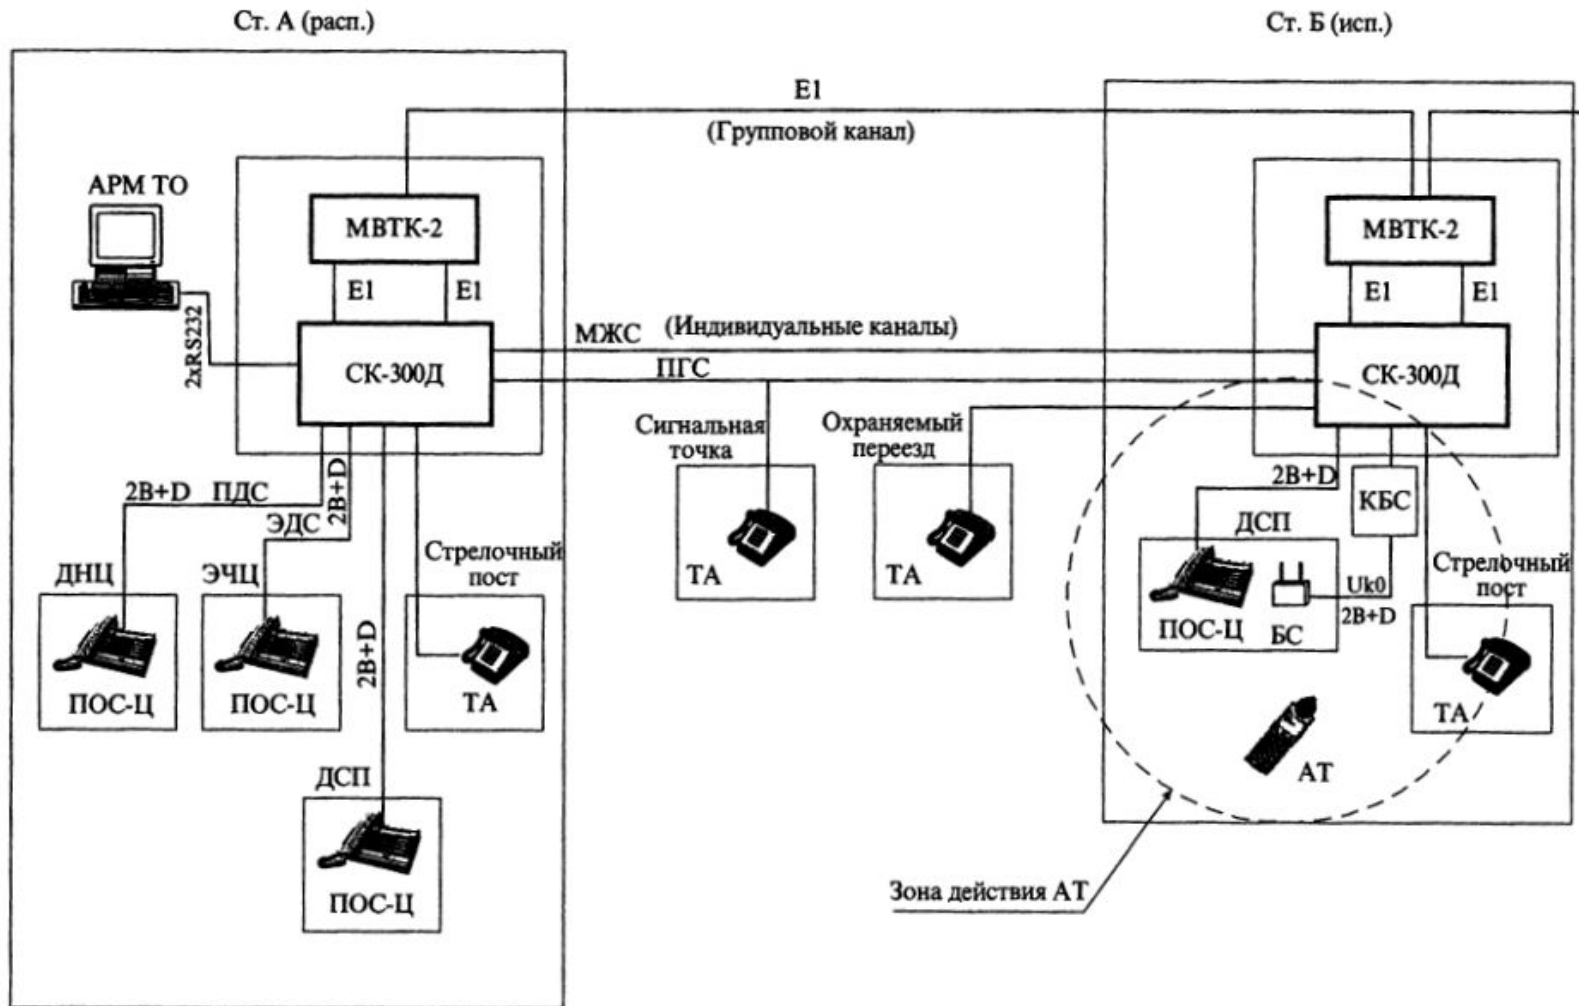 Ст. А (расп.)
Ст. Б (исп.)
E1
(Групповой канал)
АРМ ТО
МВТК-2
МВТК-2
E1
E1
E1
E1
2xRS232
МЖС
(Индивидуальные каналы)
СК-300Д
ПГС
СК-300Д
Сигнальная
точка
Охраняемый
переезд
2B+D
ПДС
2B+D
ЭДС
2B+D
КБС
ДСП
Стрелочный
пост
ТА
ТА
ДНЦ
ЭЧЦ
Uk0
2B+D
Стрелочный
пост
ПОС-Ц
БС
2B+D
ПОС-Ц
ПОС-Ц
ТА
ТА
АТ
ДСП
ПОС-Ц
Зона действия АТ